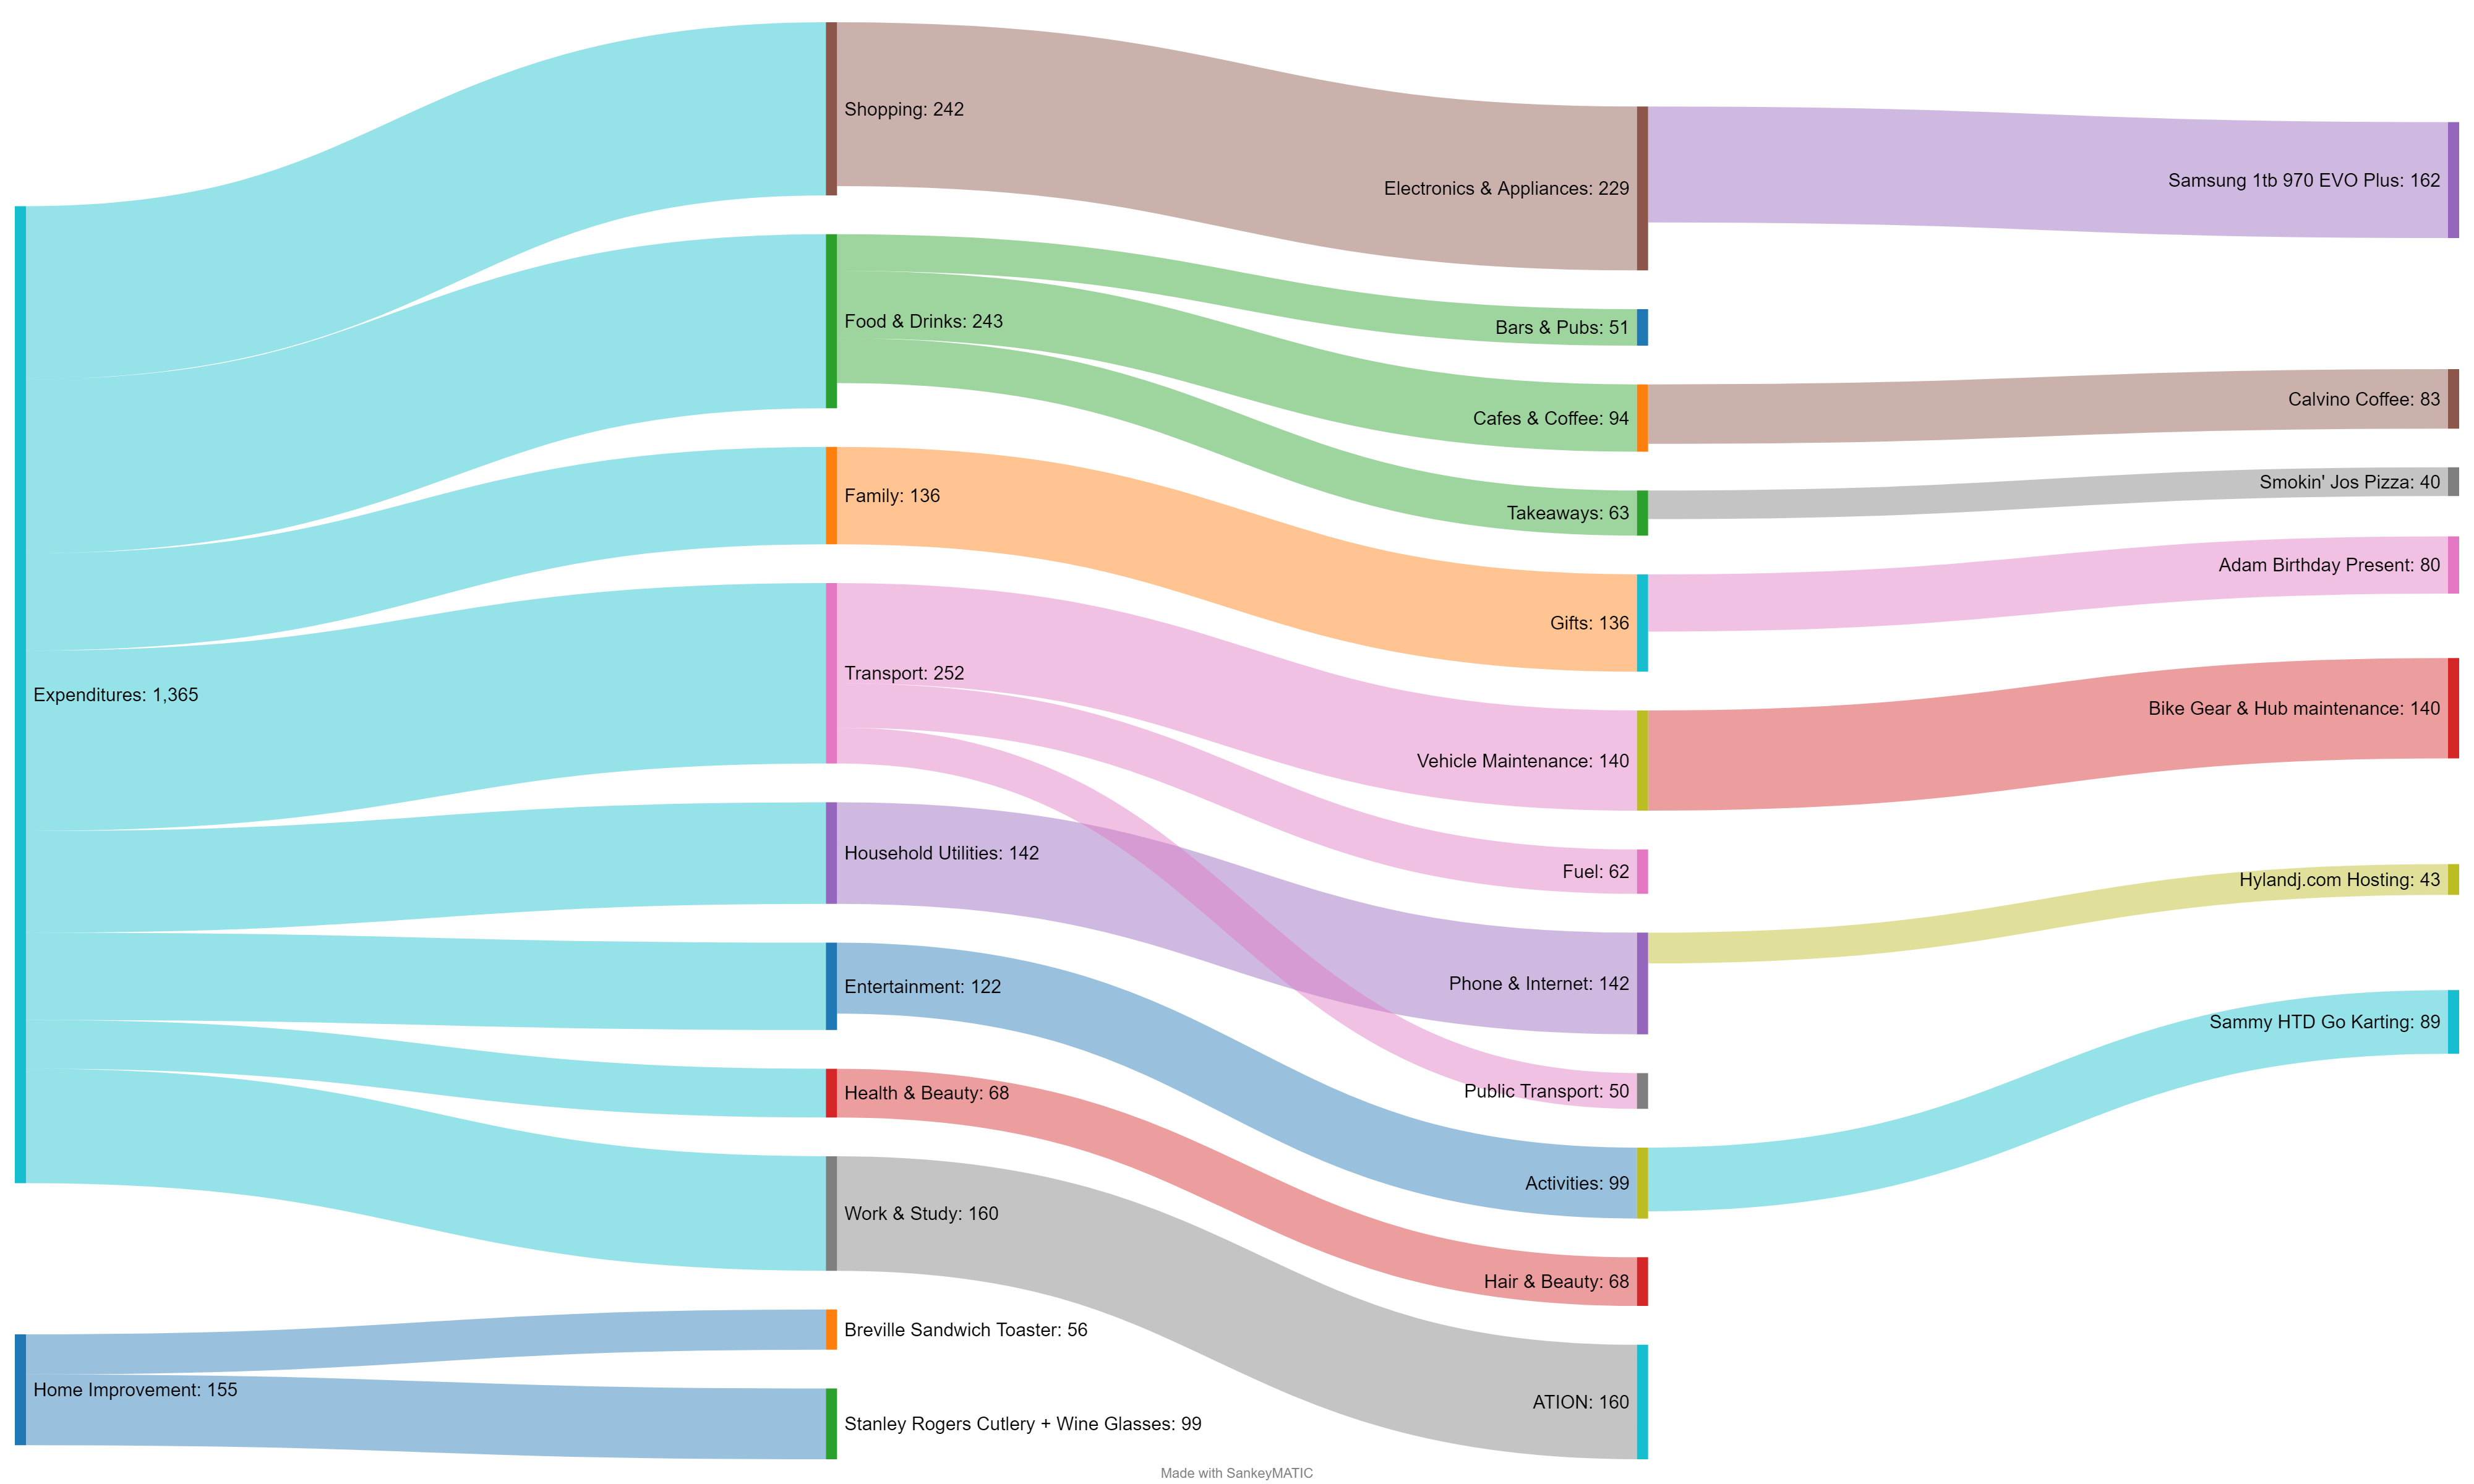 Expenditures: 1,365
Home Improvement: 155
Shopping: 242
Food & Drinks: 243
Family: 136
Transport: 252
Household Utilities: 142
Entertainment: 122
Health & Beauty: 68
Work & Study: 160
Breville Sandwich Toaster: 56
Stanley Rogers Cutlery + Wine Glasses: 99
Electronics & Appliances: 229
Bars & Pubs: 51
Cafes & Coffee: 94
Takeaways: 63
Gifts: 136
Vehicle Maintenance: 140
Fuel: 62
Phone & Internet: 142
Public Transport: 50
Activities: 99
Hair & Beauty: 68
ATION: 160
Samsung 1tb 970 EVO Plus: 162
Calvino Coffee: 83
Smokin' Jos Pizza: 40
Adam Birthday Present: 80
Bike Gear & Hub maintenance: 140
Hylandj.com Hosting: 43
Sammy HTD Go Karting: 89
Made with SankeyMATIC